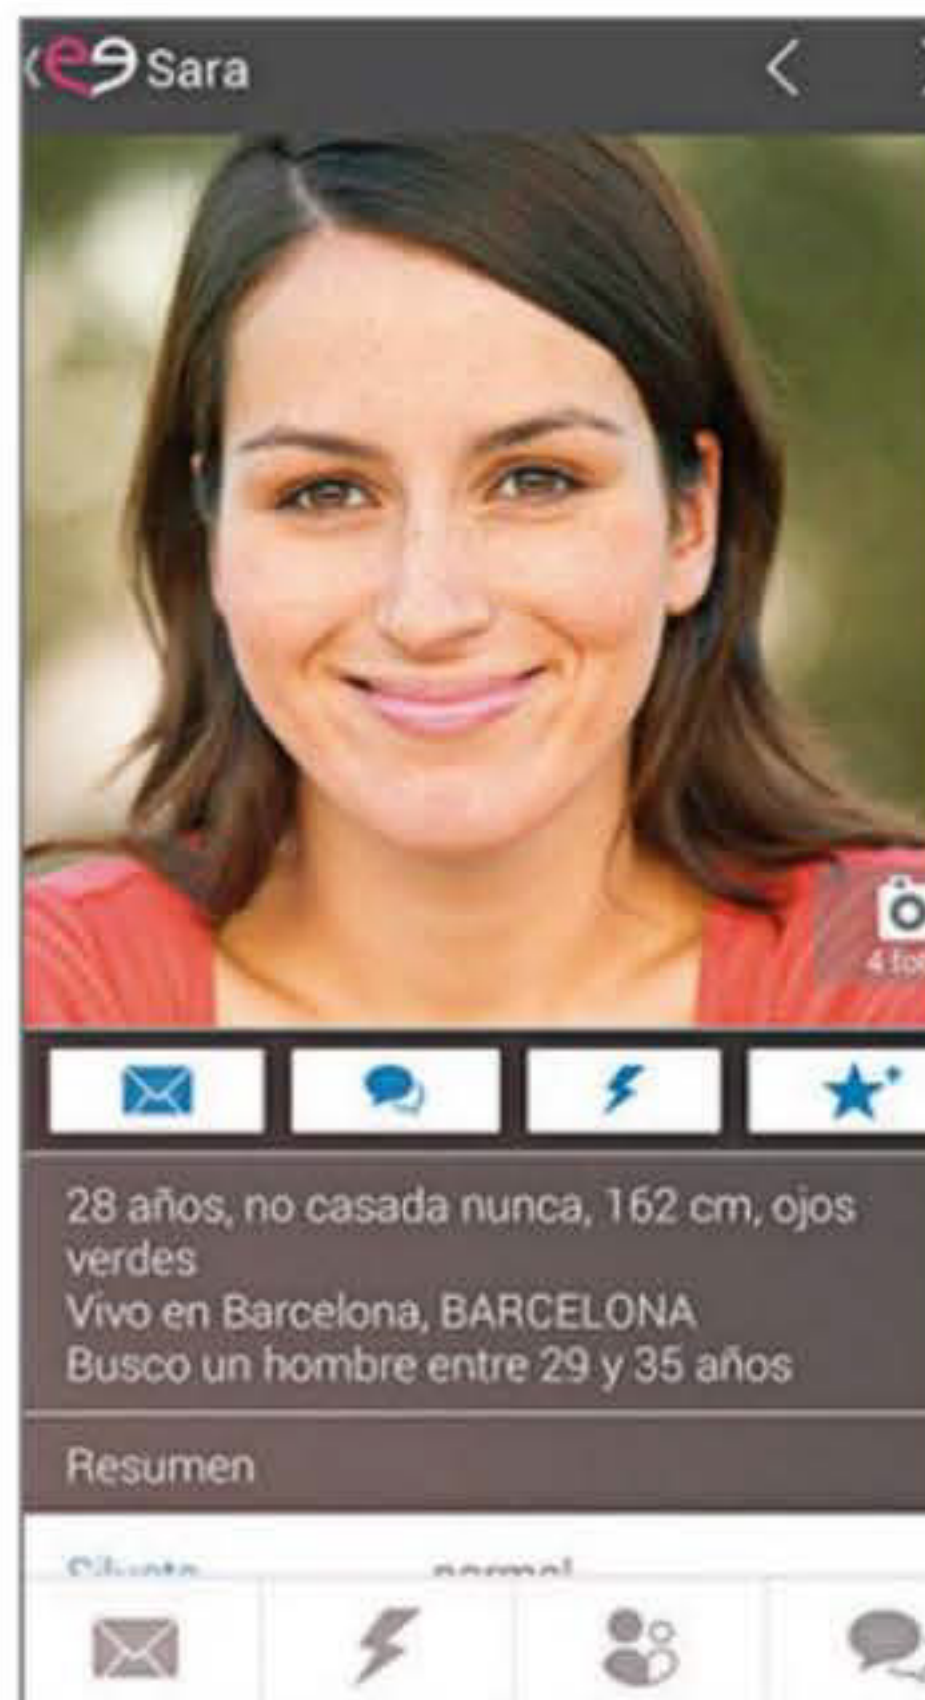 Sara
28 años, no casada nunca, 162 cm, ojos
verdes
Vivo en Barcelona, BARCELONA
Busco un hombre entre 29 y 35 años
Resumen